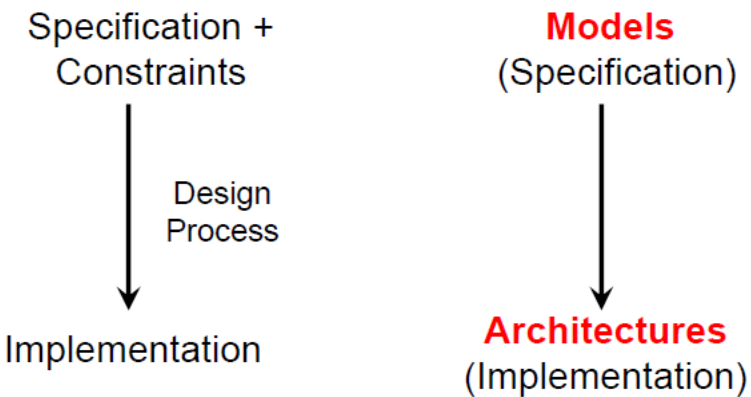 Specification +
Constraints
Design
Process
Implementation
Models
(Specification)
Architectures
(Implementation)